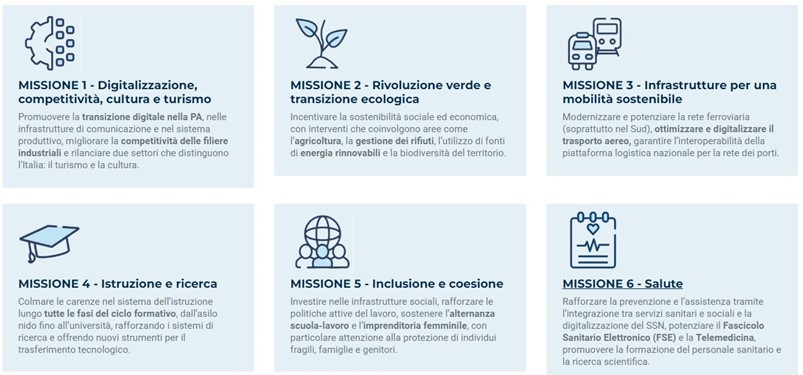 MISSIONE 1 - Digitalizzazione,
competitività, cultura e turismo
Promuovere la transizione digitale nella PA, nelle
infrastrutture di comunicazione e nel sistema
produttivo, migliorare la competitività delle filiere
industriali e rilanciare due settori che distinguono
l'Italia: il turismo e la cultura.
MISSIONE 2 - Rivoluzione verde e
transizione ecologica
Incentivare la sostenibilità sociale ed economica,
con interventi che coinvolgono aree come
l'agricoltura, la gestione dei rifiuti, l'utilizzo di fonti
di energia rinnovabili e la biodiversità del territorio.
MISSIONE 3 - Infrastrutture per una
mobilità sostenibile
Modernizzare e potenziare la rete ferroviaria
(soprattutto nel Sud), ottimizzare e digitalizzare il
trasporto aereo, garantire l'interoperabilità della
piattaforma logistica nazionale per la rete dei porti.
MISSIONE 4 - Istruzione e ricerca
Colmare le carenze nel sistema dell'istruzione
lungo tutte le fasi del ciclo formativo, dall'asilo
nido fino all'università, rafforzando i sistemi di
ricerca e offrendo nuovi strumenti per il
trasferimento tecnologico.
MISSIONE 5 - Inclusione e coesione
Investire nelle infrastrutture sociali, rafforzare le
politiche attive del lavoro, sostenere l'alternanza
scuola-lavoro e l'imprenditoria femminile, con
particolare attenzione alla protezione di individui
fragili, famiglie e genitori.
MISSIONE 6 - Salute
Rafforzare la prevenzione e l'assistenza tramite
l'integrazione tra servizi sanitari e sociali e la
digitalizzazione del SSN, potenziare il Fascicolo
Sanitario Elettronico (FSE) e la Telemedicina,
promuovere la formazione del personale sanitario e
la ricerca scientifica.